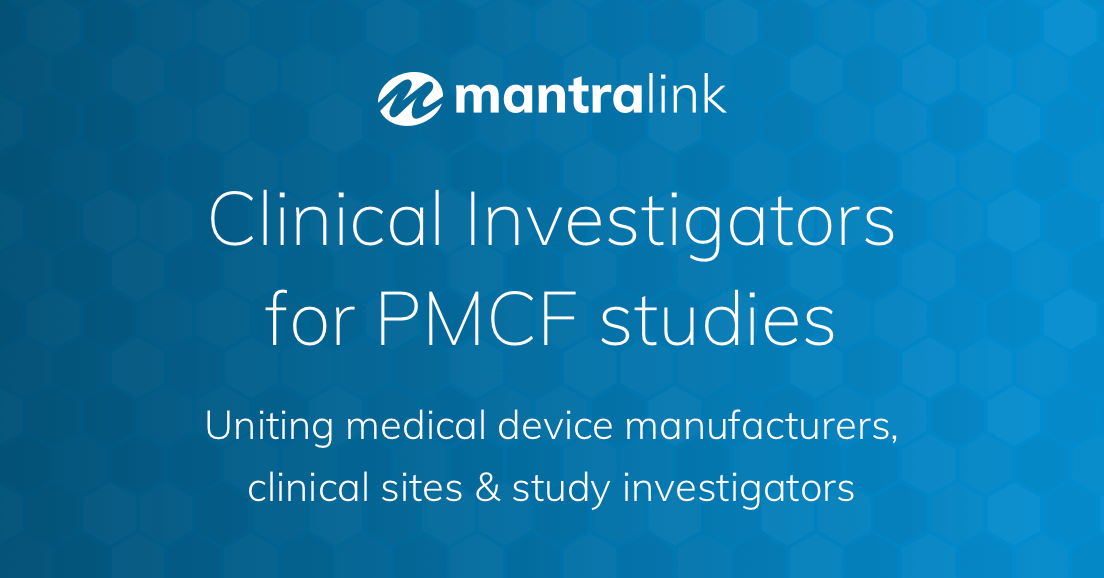 mantralink
Clinical Investigators
for PMCF studies
Uniting medical device manufacturers,
clinical sites & study investigators